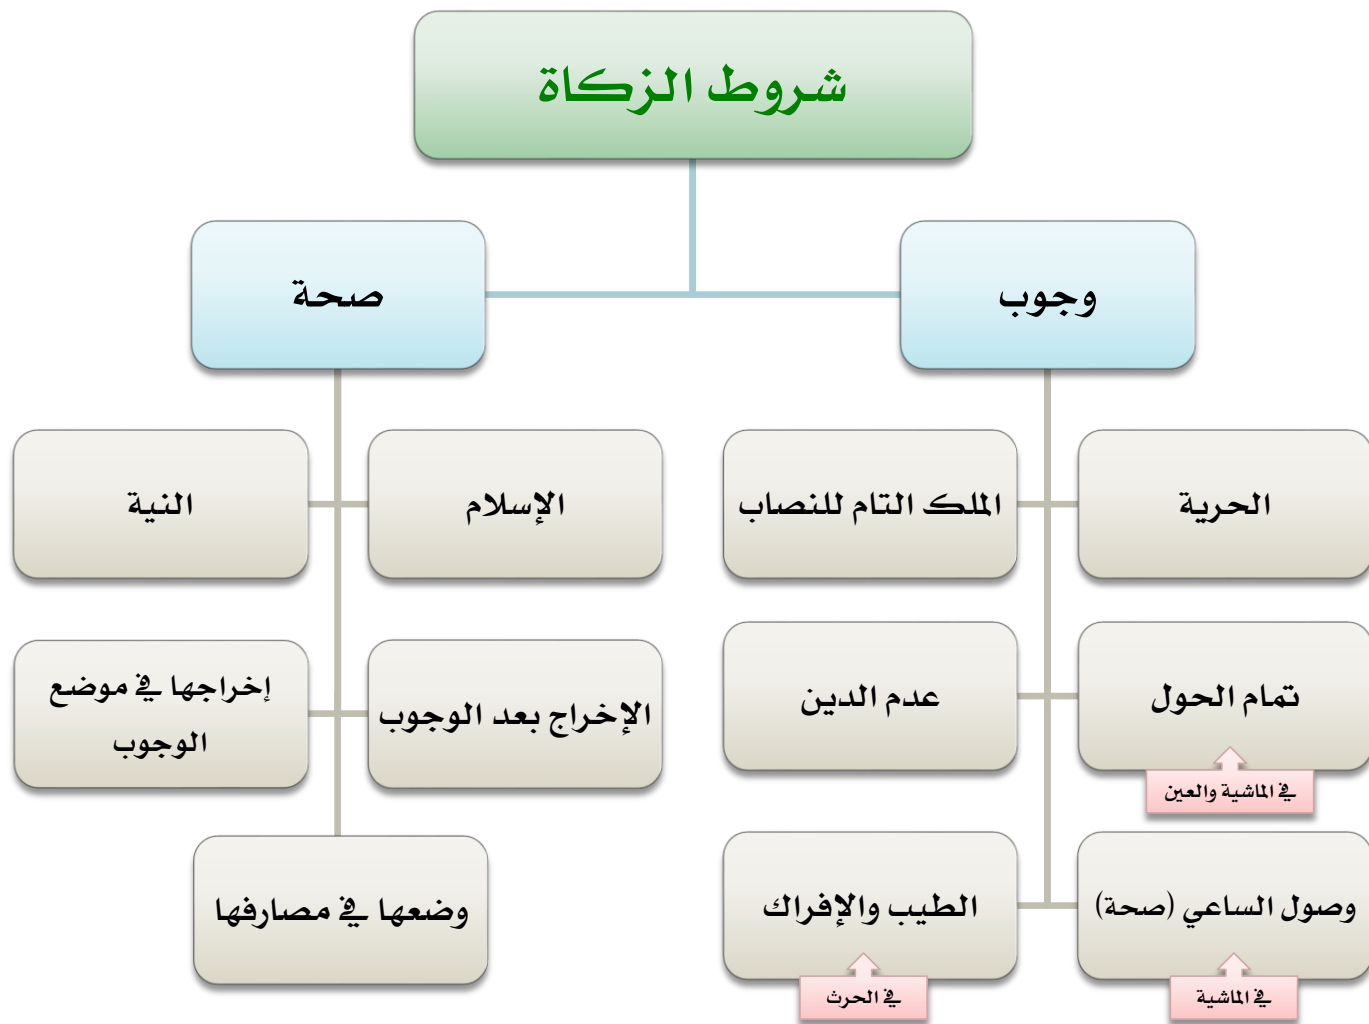 شروط الزكاة
وجوب
صحة
الحرية
الملك التام للنصاب
الإسلام
النية
تمام الحول
في الماشية والعين
عدم الدين
الإخراج بعد الوجوب
إخراجها في موضع
الوجوب
وصول الساعي (صحة)
في الماشية
الطيب والإفراك
في الحرث
وضعها في مصارفها